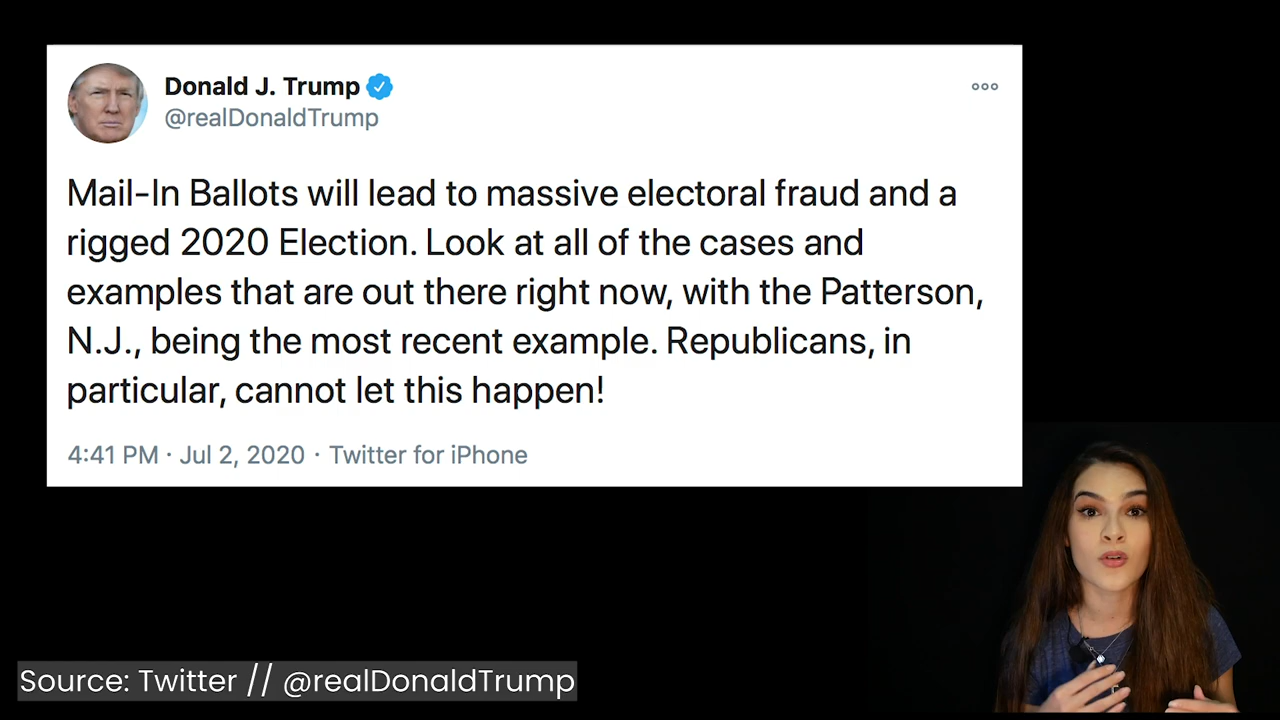 Donald J. Trump
@realDonaldTrump
Mail-In Ballots will lead to massive electoral fraud and a
rigged 2020 Election. Look at all of the cases and
examples that are out there right now, with the Patterson,
N.J., being the most recent example. Republicans, in
particular, cannot let this happen!
4:41 PM · Jul 2, 2020 · Twitter for iPhone
Source: Twitter // @realDonaldTrump